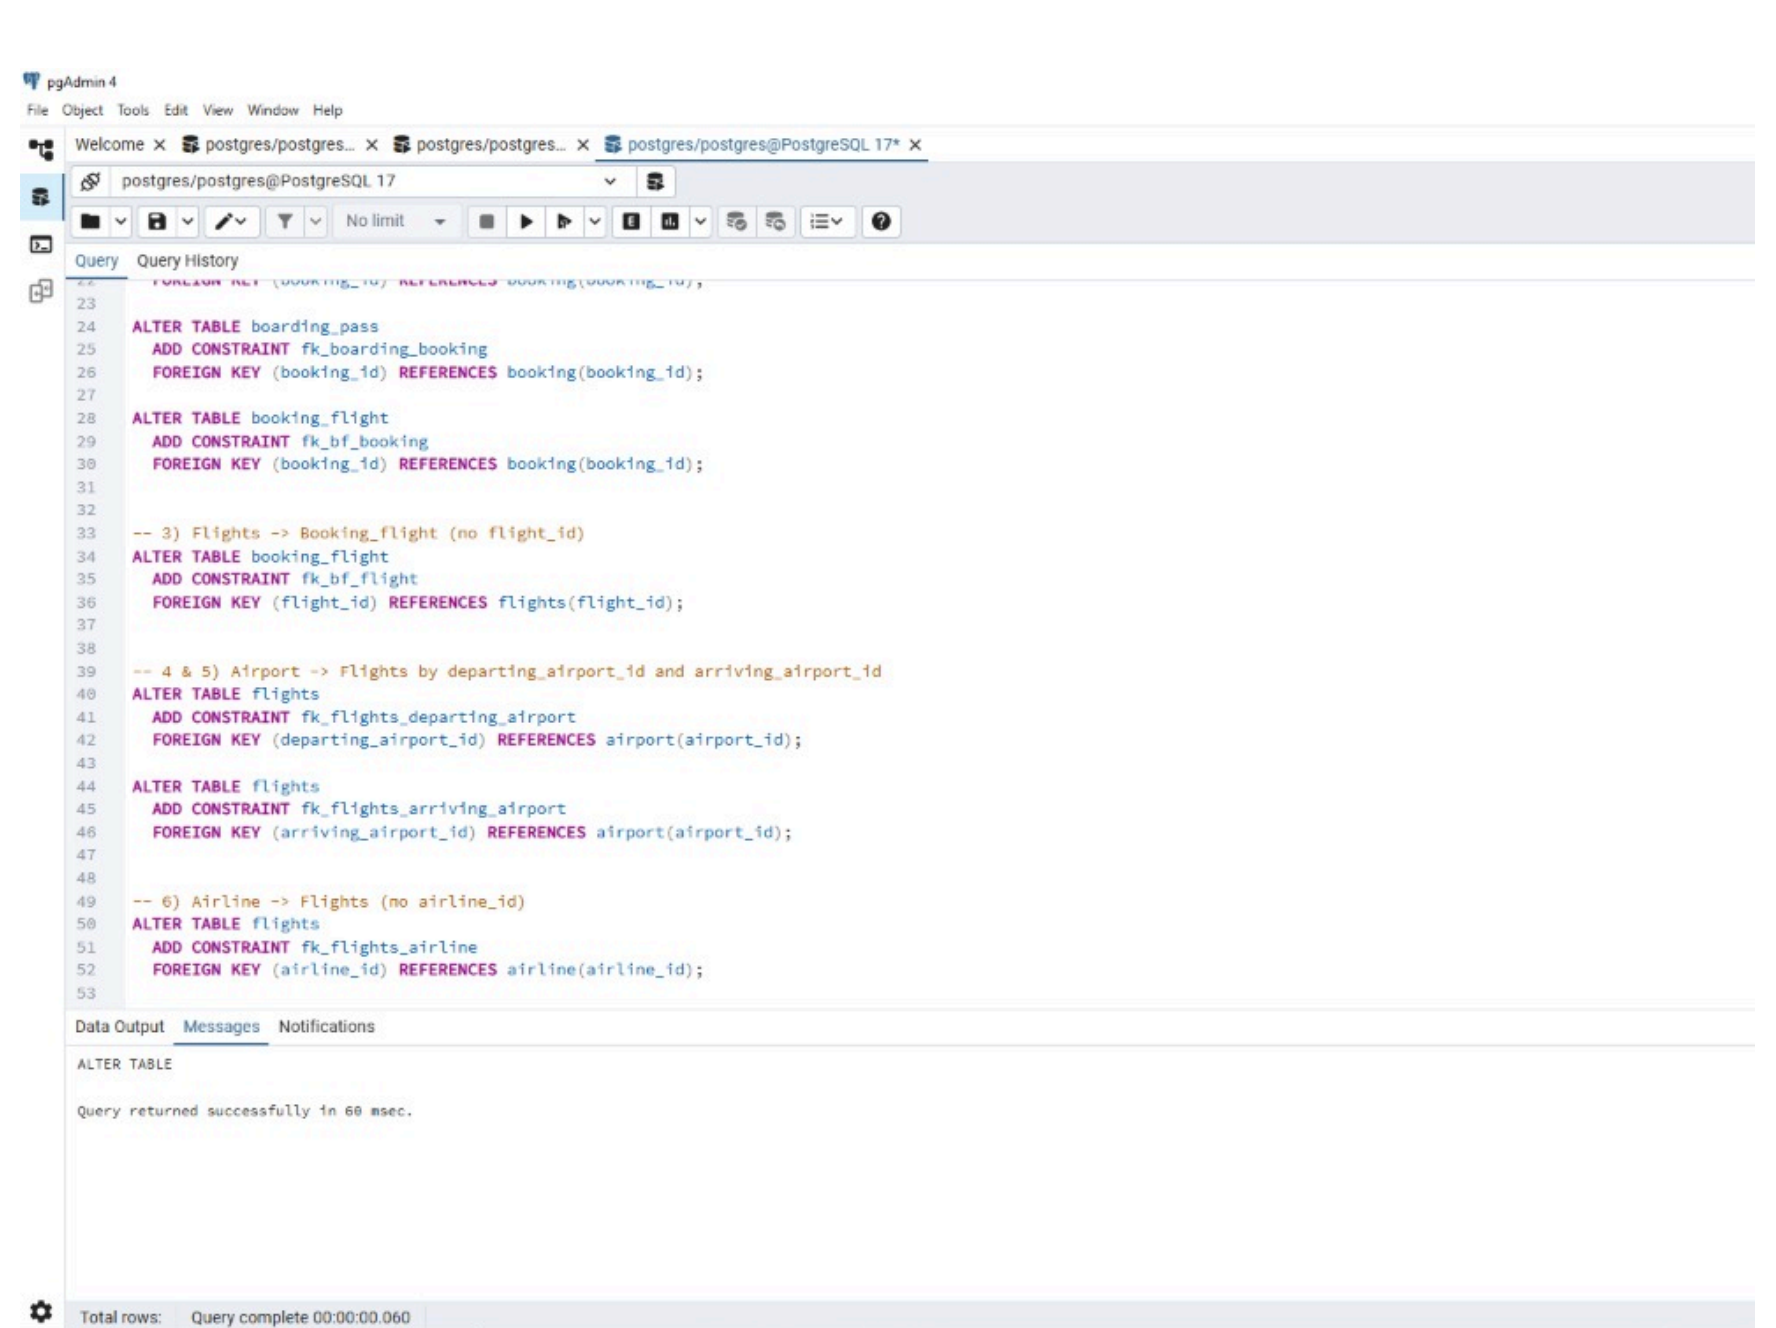 pgAdmin 4
File Object Tools Edit View Window Help
Welcome postgres/postgres... postgres/postgres... postgres/postgres@PostgreSQL 17*
postgres/postgres@PostgreSQL 17
No limit
Query Query History
22 FOREIGN KEY (booking_id) REFERENCES booking(booking_id);
23
24 ALTER TABLE boarding_pass
25 ADD CONSTRAINT fk_boarding_booking
26 FOREIGN KEY (booking_id) REFERENCES booking(booking_id);
27
28 ALTER TABLE booking_flight
29 ADD CONSTRAINT fk_bf_booking
30 FOREIGN KEY (booking_id) REFERENCES booking(booking_id);
31
32
33 -- 3) Flights -> Booking_flight (no flight_id)
34 ALTER TABLE booking_flight
35 ADD CONSTRAINT fk_bf_flight
36 FOREIGN KEY (flight_id) REFERENCES flights(flight_id);
37
38
39 -- 4 & 5) Airport -> Flights by departing_airport_id and arriving_airport_id
40 ALTER TABLE flights
41 ADD CONSTRAINT fk_flights_departing_airport
42 FOREIGN KEY (departing_airport_id) REFERENCES airport(airport_id);
43
44 ALTER TABLE flights
45 ADD CONSTRAINT fk_flights_arriving_airport
46 FOREIGN KEY (arriving_airport_id) REFERENCES airport(airport_id);
47
48
49 -- 6) Airline -> Flights (no airline_id)
50 ALTER TABLE flights
51 ADD CONSTRAINT fk_flights_airline
52 FOREIGN KEY (airline_id) REFERENCES airline(airline_id);
53
Data Output Messages Notifications
ALTER TABLE
Query returned successfully in 60 msec.
Total rows: Query complete 00:00:00.060